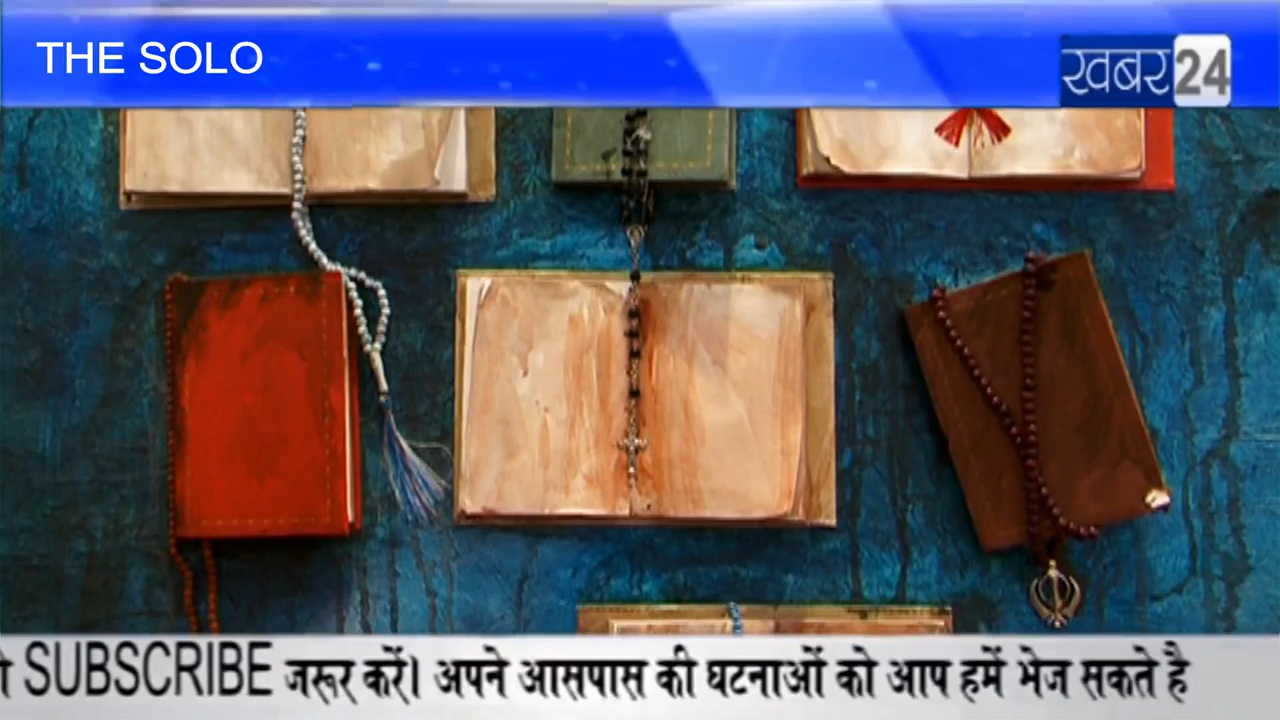 THE SOLO
खबर24
SUBSCRIBE जरूर करें। अपने आसपास की घटनाओं को आप हमें भेज सकते है